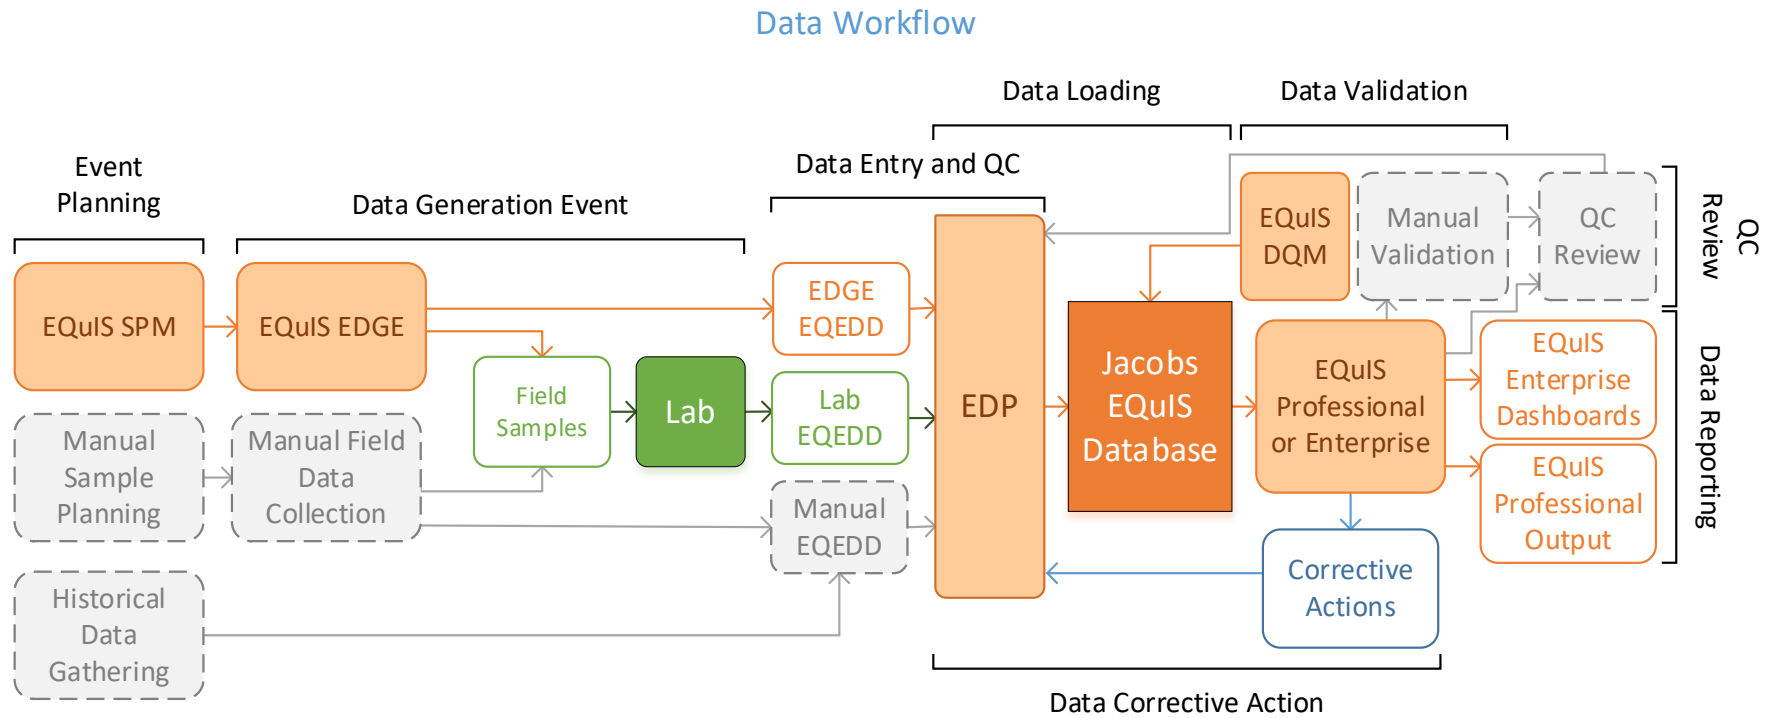 Data Workflow
Data Loading
Data Validation
Event
Planning
Data Entry and QC
Data Generation Event
QC
Review
EQuIS SPM
EQuIS EDGE
EDGE
EQEDD
EQuIS
DQM
Manual
Validation
QC
Review
Field
Samples
Lab
Lab
EQEDD
EDP
Jacobs
EQuIS
Database
EQuIS
Professional
or Enterprise
EQuIS
Enterprise
Dashboards
Data Reporting
Manual
Sample
Planning
Manual Field
Data
Collection
Manual
EQEDD
EQuIS
Professional
Output
Historical
Data
Gathering
Corrective
Actions
Data Corrective Action